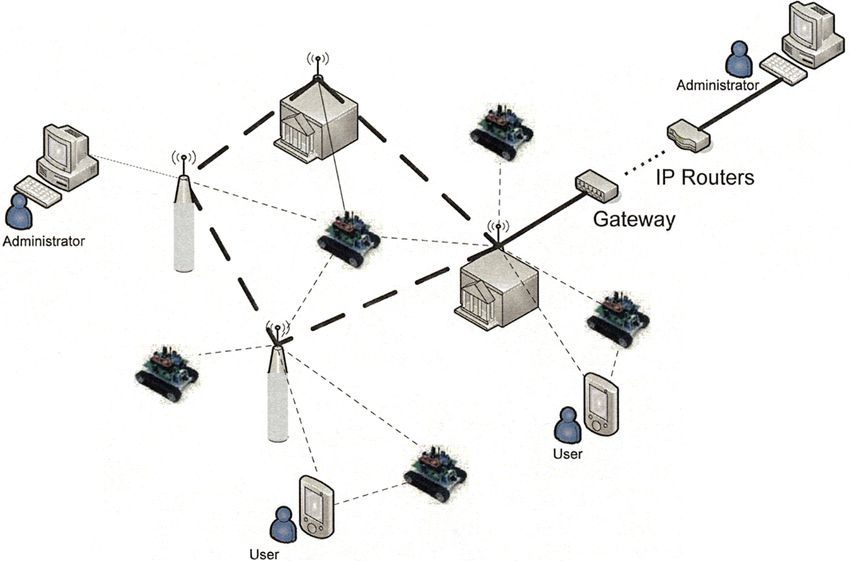 Administrator
IP Routers
Gateway
Administrator
User
User